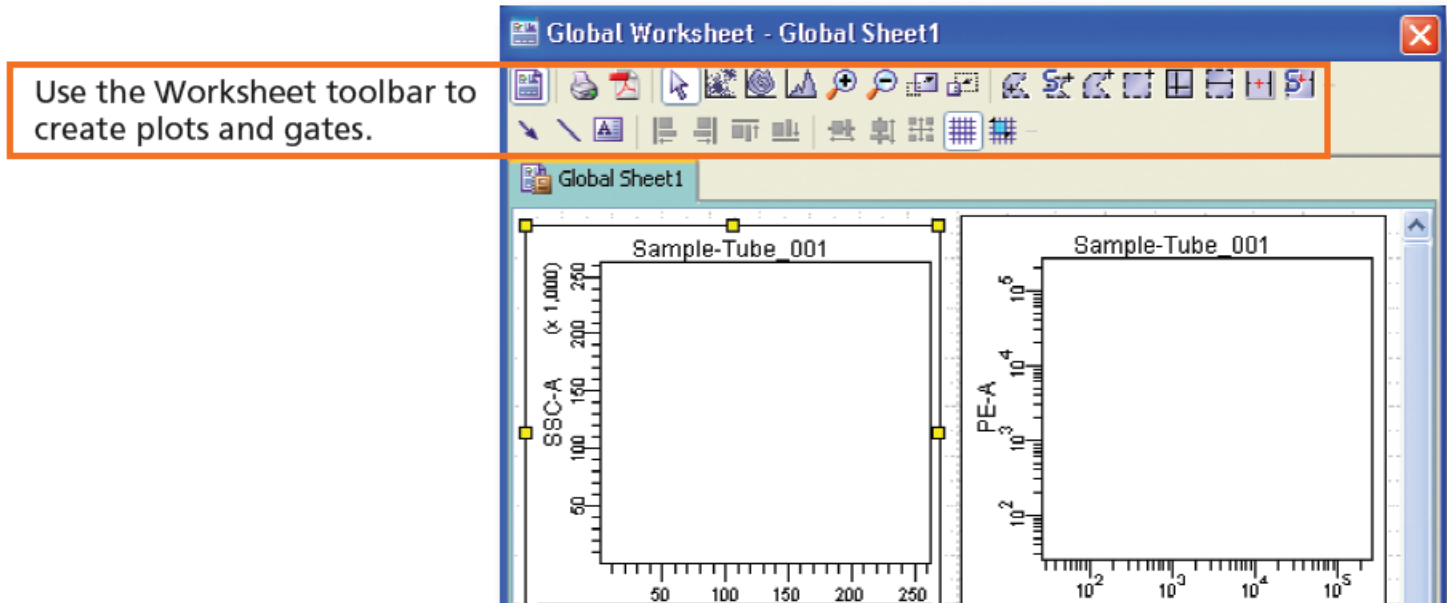 Global Worksheet - Global Sheet1
Use the Worksheet toolbar to
create plots and gates.
Global Sheet1
Sample-Tube_001
SSC-A (x 1,000)
250
200
150
100
50
50 100 150 200 250
Sample-Tube_001
PE-A
10^5
10^4
10^3
10^2
10^2 10^3 10^4 10^5